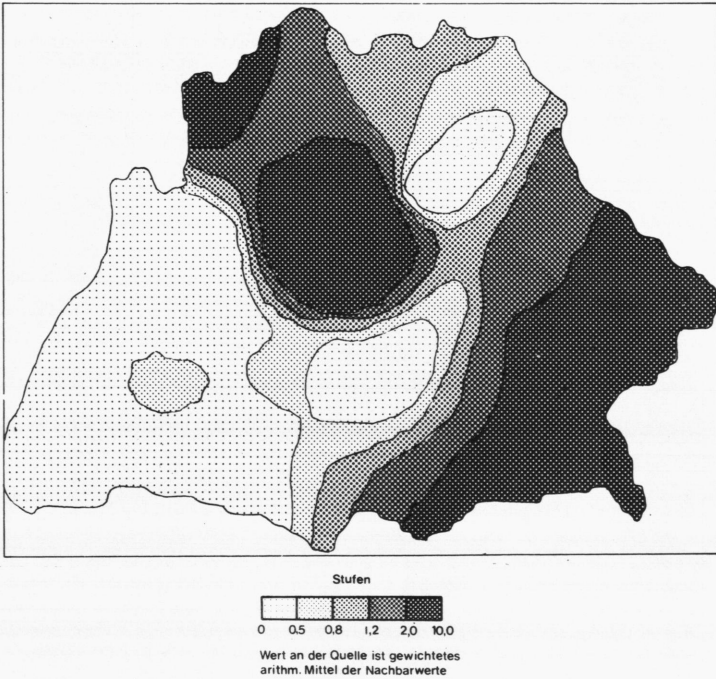 Stufen
0 0.5 0,8 1,2 2,0 10,0
Wert an der Quelle ist gewichtetes
arithm. Mittel der Nachbarwerte